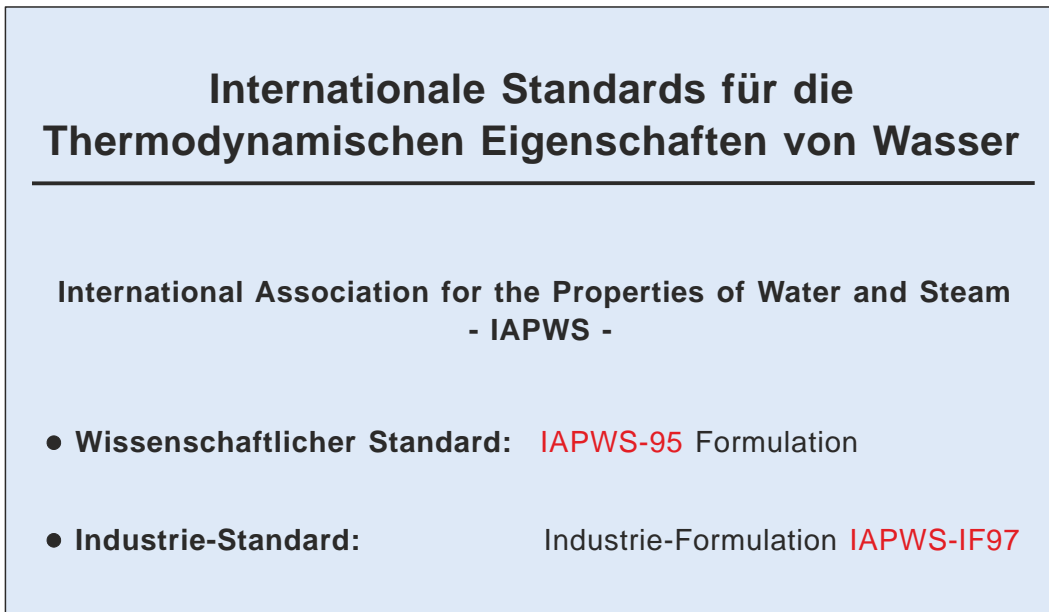 Internationale Standards für die
Thermodynamischen Eigenschaften von Wasser
International Association for the Properties of Water and Steam
- IAPWS -
● Wissenschaftlicher Standard: IAPWS-95 Formulation
● Industrie-Standard: Industrie-Formulation IAPWS-IF97